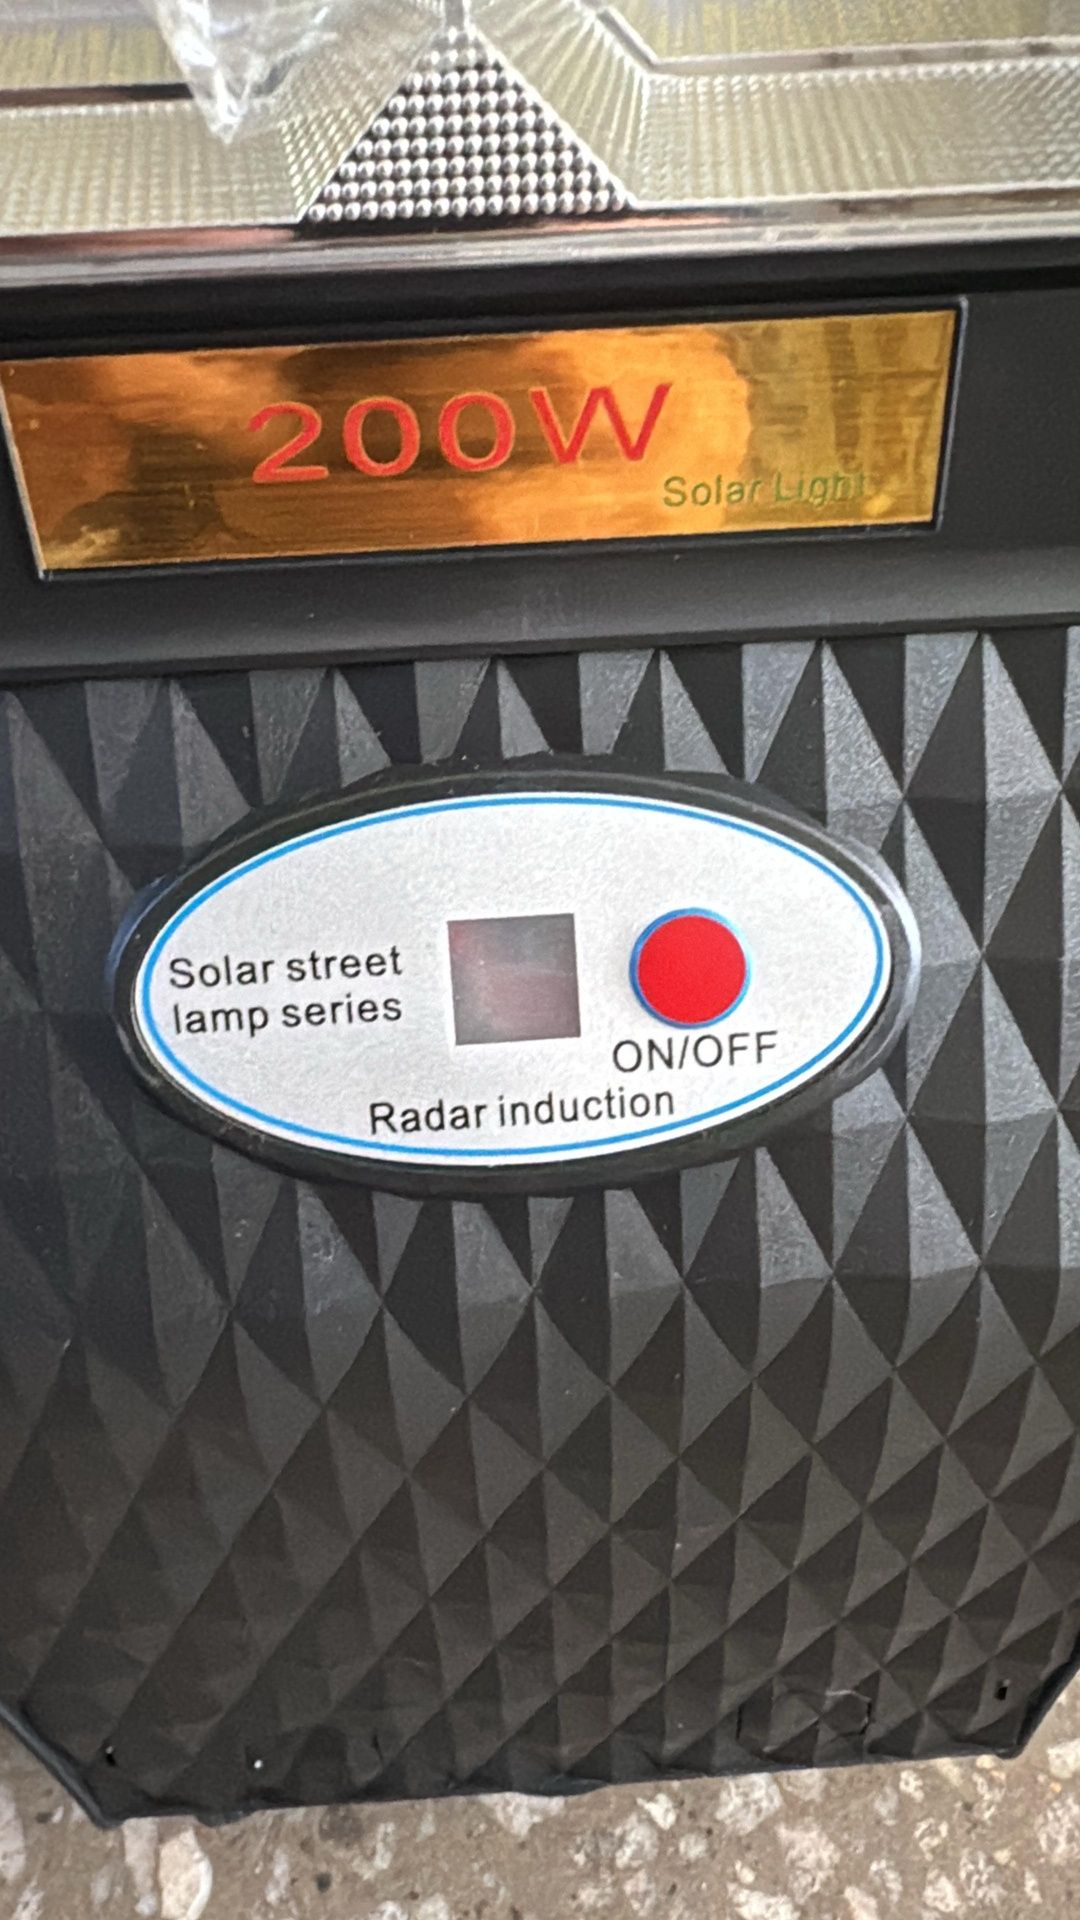 200W
Solar Light
Solar street
lamp series
ON/OFF
Radar induction